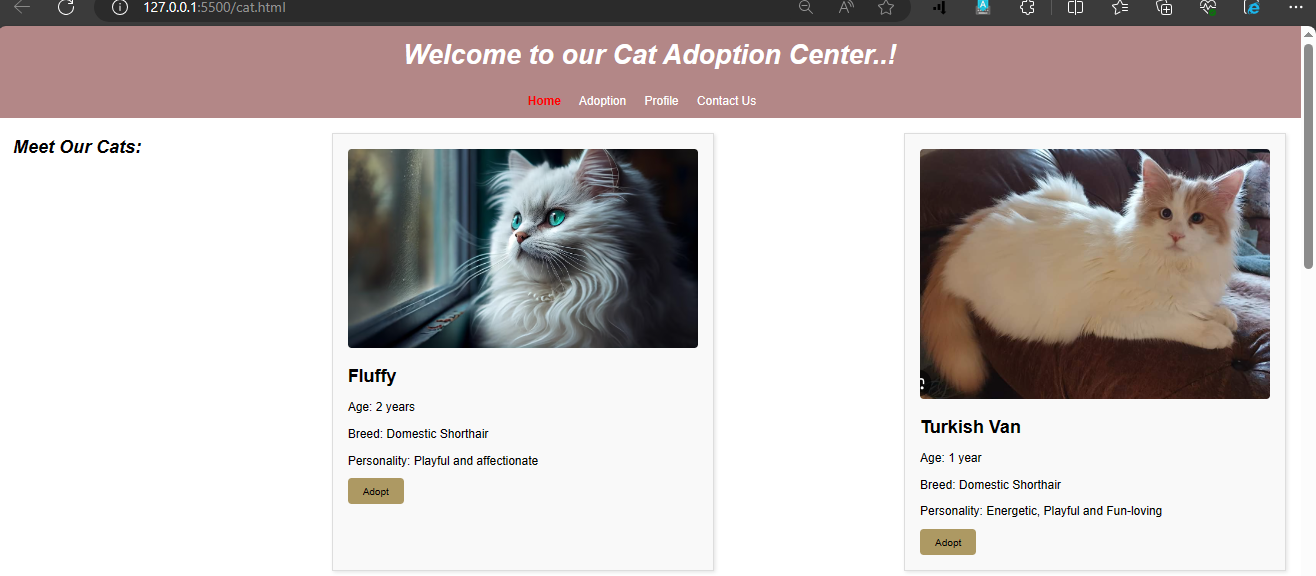 127.0.0.1:5500/cat.html
Welcome to our Cat Adoption Center..!
Home Adoption Profile Contact Us
Meet Our Cats:
Fluffy
Age: 2 years
Breed: Domestic Shorthair
Personality: Playful and affectionate
Adopt
Turkish Van
Age: 1 year
Breed: Domestic Shorthair
Personality: Energetic, Playful and Fun-loving
Adopt